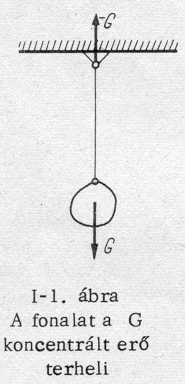 -G
G
I-1. ábra
A fonalat a G
koncentrált erő
terheli